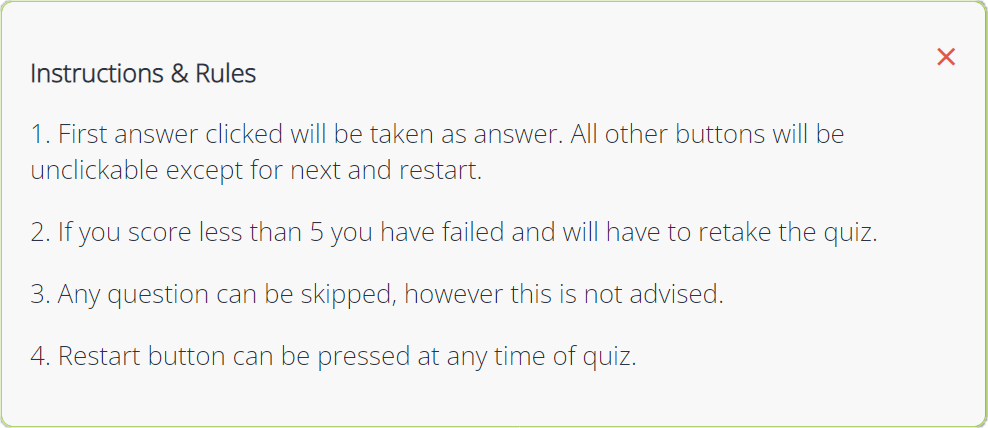 Instructions & Rules
1. First answer clicked will be taken as answer. All other buttons will be
unclickable except for next and restart.
2. If you score less than 5 you have failed and will have to retake the quiz.
3. Any question can be skipped, however this is not advised.
4. Restart button can be pressed at any time of quiz.